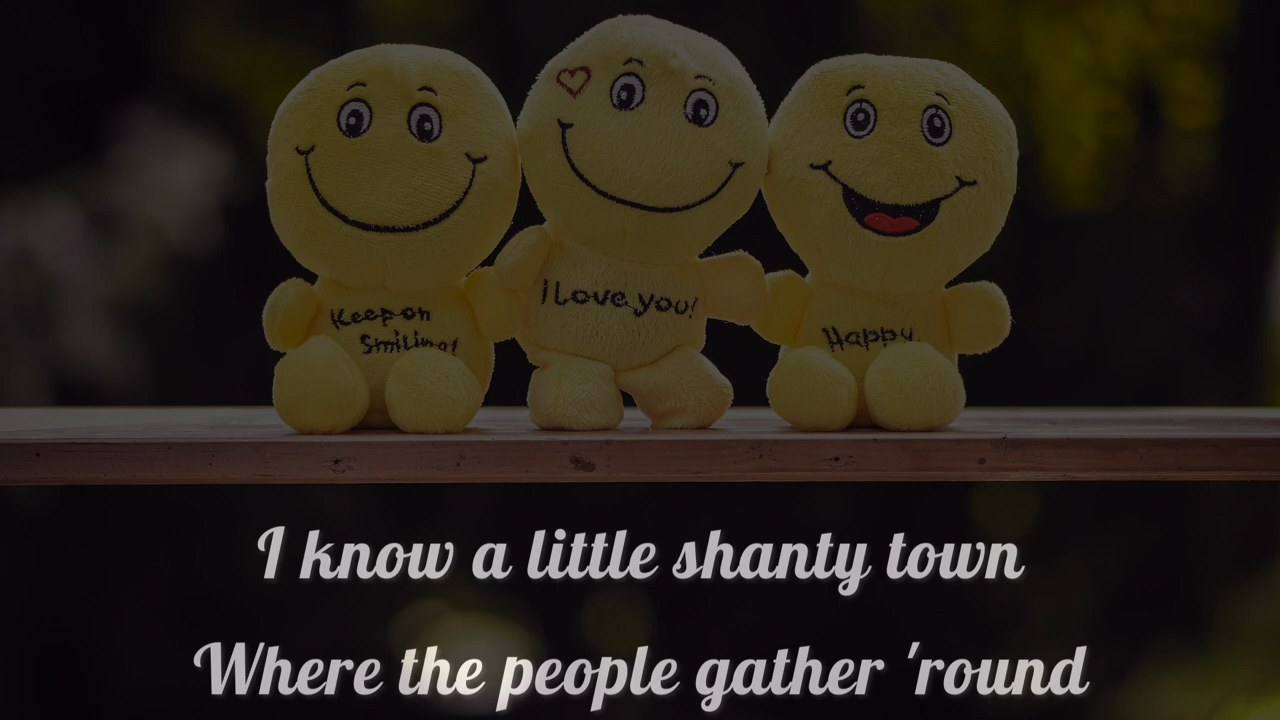 Keep on
Smiling!
I Love you!
Happy
I know a little shanty town
Where the people gather 'round